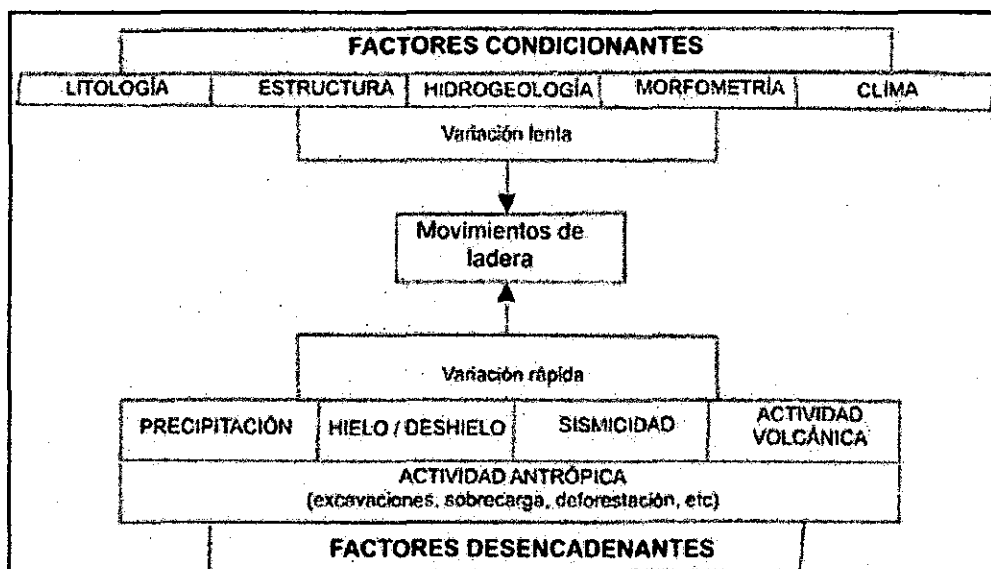 FACTORES CONDICIONANTES
LITOLOGÍA ESTRUCTURA HIDROGEOLOGÍA MORFOMETRÍA CLIMA
Variación lenta
Movimientos de
ladera
Variación rápida
PRECIPITACIÓN HIELO / DESHIELO SISMICIDAD ACTIVIDAD
VOLCÁNICA
ACTIVIDAD ANTRÓPICA
(excavaciones, sobrecarga, deforestación, etc)
FACTORES DESENCADENANTES